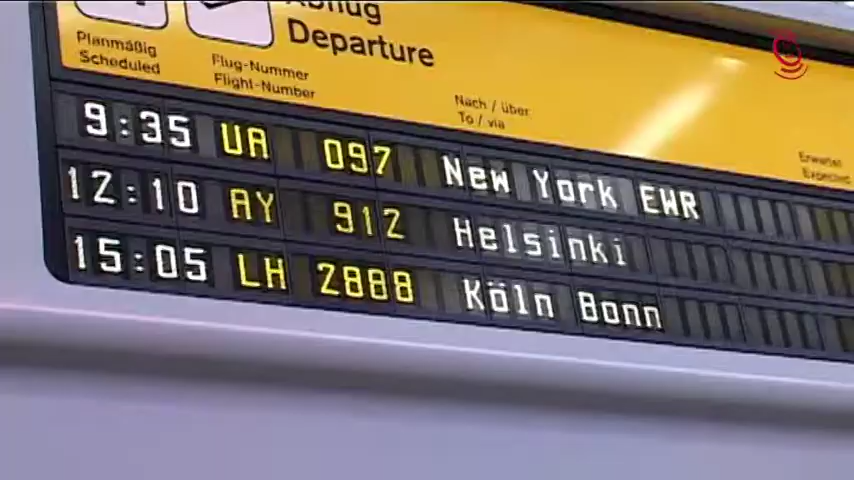 Abflug
Departure
Planmäßig
Scheduled
Flug-Nummer
Flight-Number
Nach / über
To / via
Erwartet
Expected
9:35 UA 097 New York EWR
12:10 AY 912 Helsinki
15:05 LH 2888 Köln Bonn